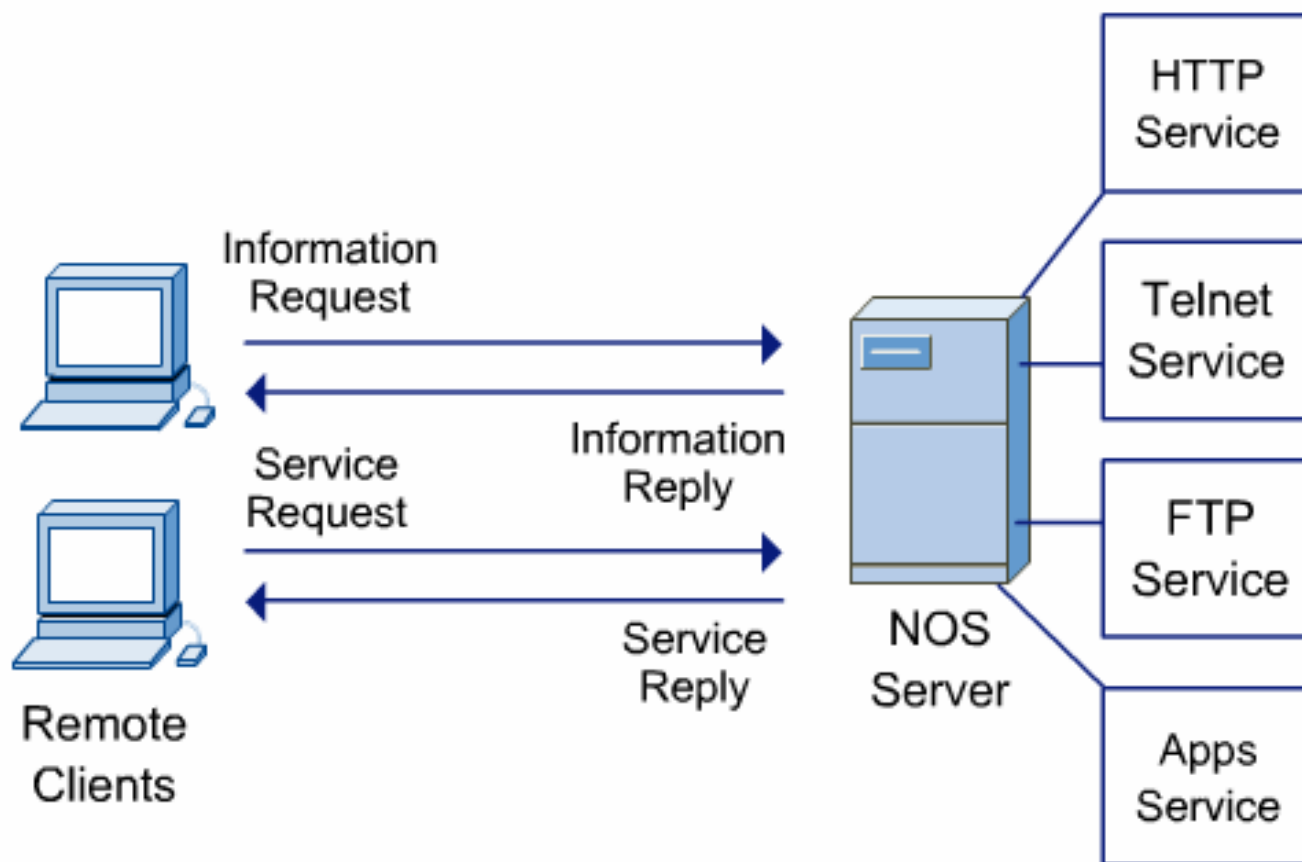 Information
Request
Information
Reply
Service
Request
Service
Reply
Remote
Clients
NOS
Server
HTTP
Service
Telnet
Service
FTP
Service
Apps
Service